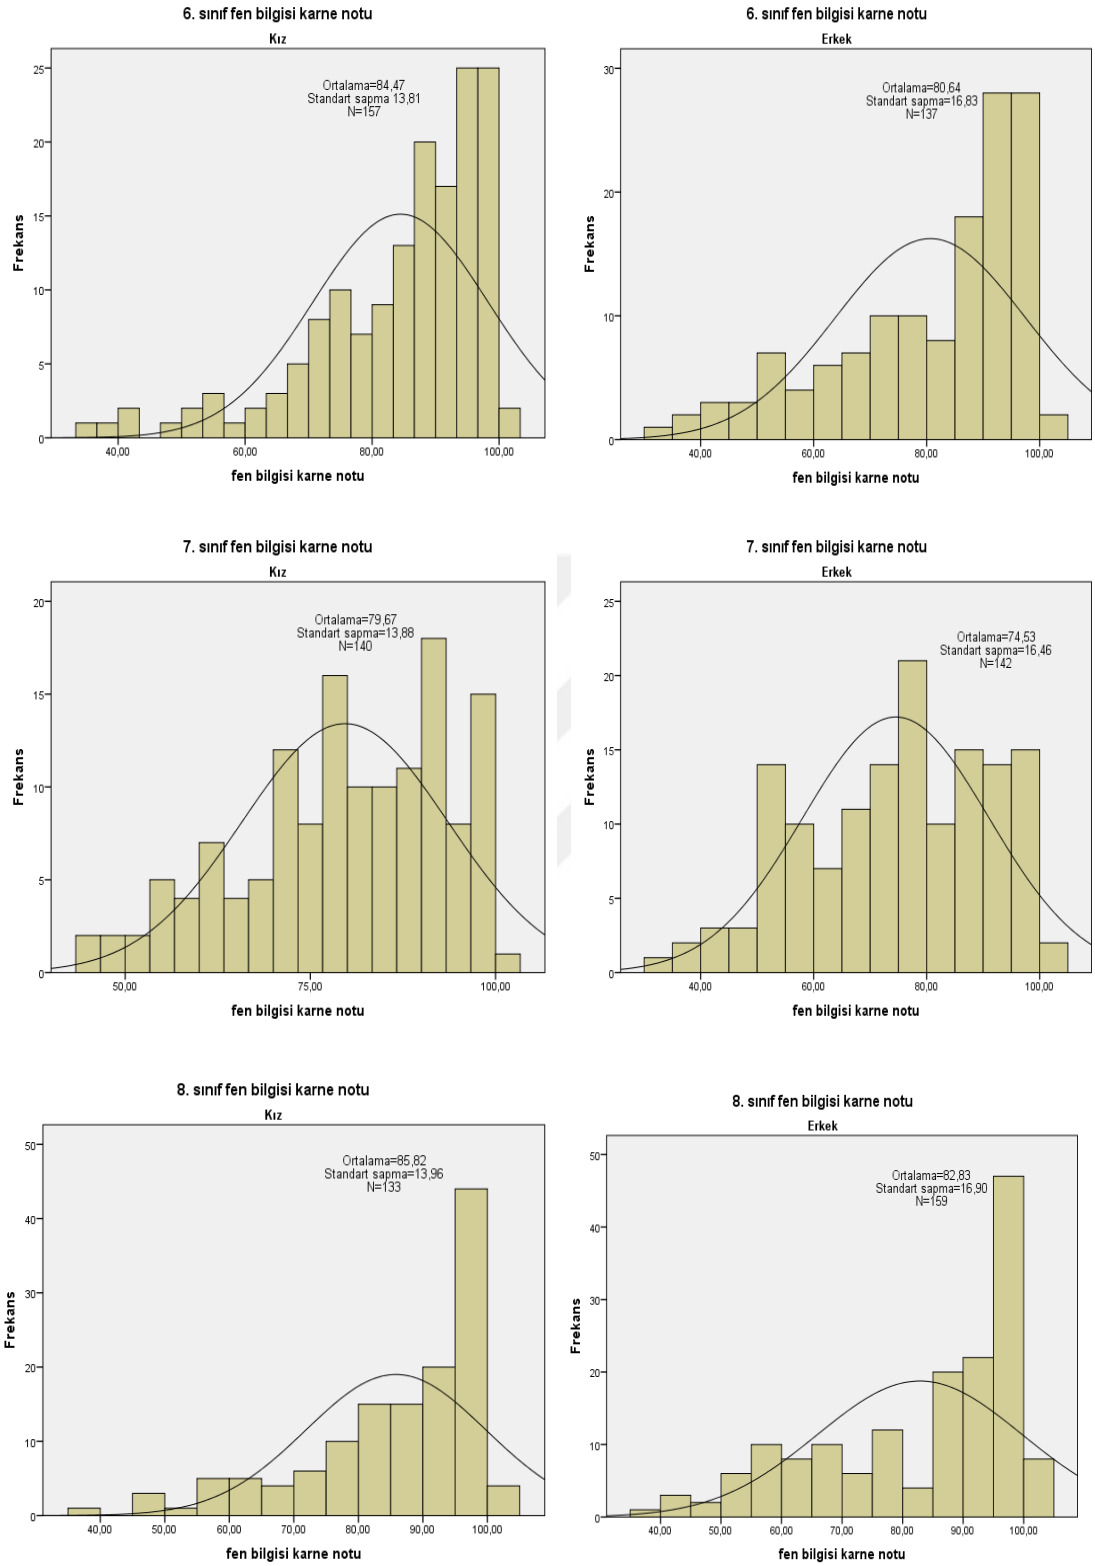 6. sınıf fen bilgisi karne notu
Kız
Ortalama=84,47
Standart sapma 13,81
N=157
Frekans
25
20
15
10
5
0
40,00 60,00 80,00 100,00
fen bilgisi karne notu
6. sınıf fen bilgisi karne notu
Erkek
Ortalama=80,64
Standart sapma=16,83
N=137
Frekans
30
20
10
0
40,00 60,00 80,00 100,00
fen bilgisi karne notu
7. sınıf fen bilgisi karne notu
Kız
Ortalama=79,67
Standart sapma=13,88
N=140
Frekans
20
15
10
5
0
50,00 75,00 100,00
fen bilgisi karne notu
7. sınıf fen bilgisi karne notu
Erkek
Ortalama=74,53
Standart sapma=16,46
N=142
Frekans
25
20
15
10
5
0
40,00 60,00 80,00 100,00
fen bilgisi karne notu
8. sınıf fen bilgisi karne notu
Kız
Ortalama=85,82
Standart sapma=13,96
N=133
Frekans
50
40
30
20
10
0
40,00 50,00 60,00 70,00 80,00 90,00 100,00
fen bilgisi karne notu
8. sınıf fen bilgisi karne notu
Erkek
Ortalama=82,83
Standart sapma=16,90
N=159
Frekans
50
40
30
20
10
0
40,00 50,00 60,00 70,00 80,00 90,00 100,00
fen bilgisi karne notu